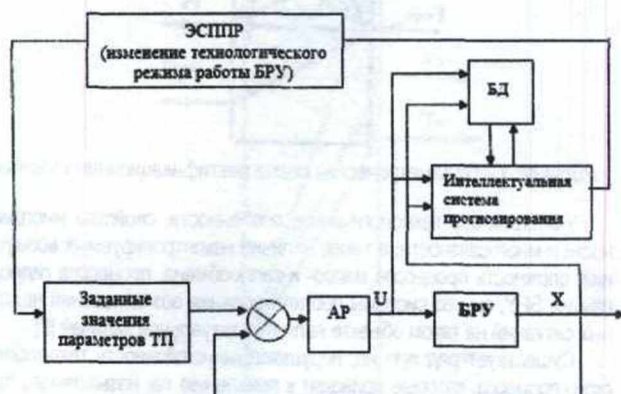 ЭСППР
(изменение технологического
режима работы БРУ)
БД
Интеллектуальная
система
прогнозирования
Заданные
значения
параметров ТП
АР
U
БРУ
X